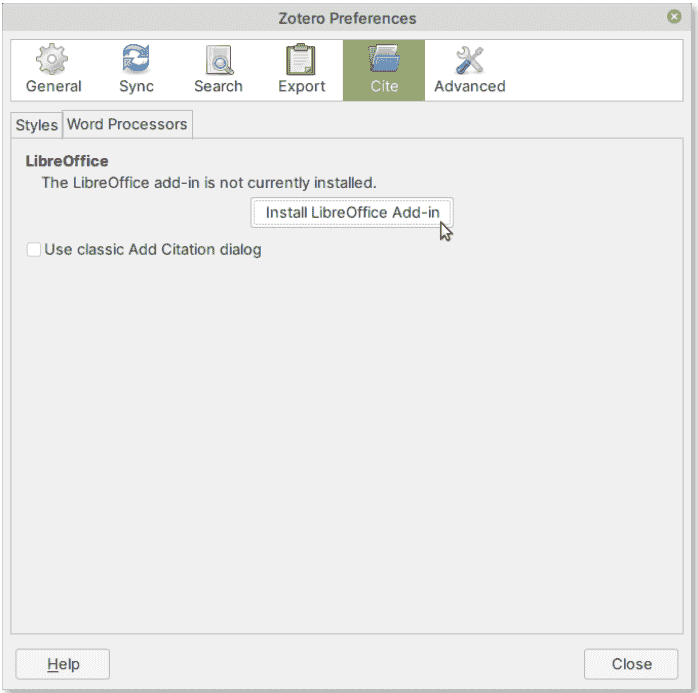 Zotero Preferences
General Sync Search Export Cite Advanced
Styles Word Processors
LibreOffice
The LibreOffice add-in is not currently installed.
Install LibreOffice Add-in
Use classic Add Citation dialog
Help Close